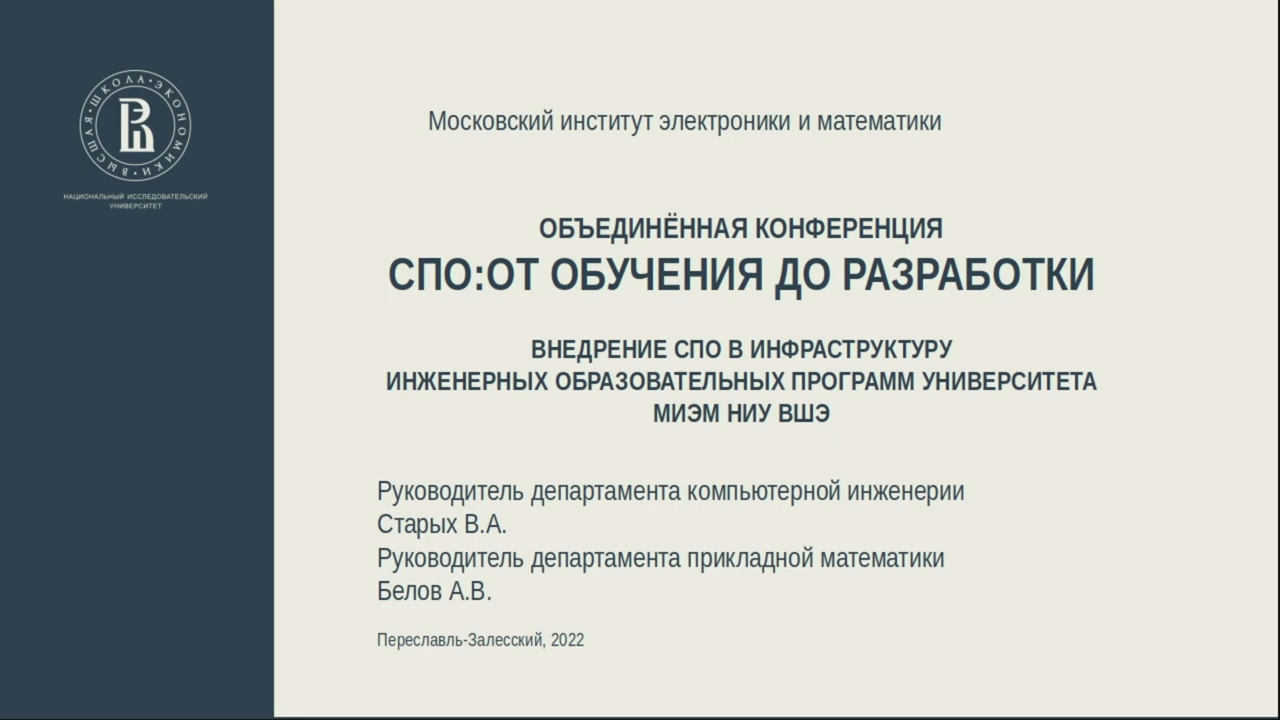 ВЫСШАЯ · ШКОЛА · ЭКОНОМИКИ ·
НАЦИОНАЛЬНЫЙ ИССЛЕДОВАТЕЛЬСКИЙ
УНИВЕРСИТЕТ
Московский институт электроники и математики
ОБЪЕДИНЁННАЯ КОНФЕРЕНЦИЯ
СПО:ОТ ОБУЧЕНИЯ ДО РАЗРАБОТКИ
ВНЕДРЕНИЕ СПО В ИНФРАСТРУКТУРУ
ИНЖЕНЕРНЫХ ОБРАЗОВАТЕЛЬНЫХ ПРОГРАММ УНИВЕРСИТЕТА
МИЭМ НИУ ВШЭ
Руководитель департамента компьютерной инженерии
Старых В.А.
Руководитель департамента прикладной математики
Белов А.В.
Переславль-Залесский, 2022